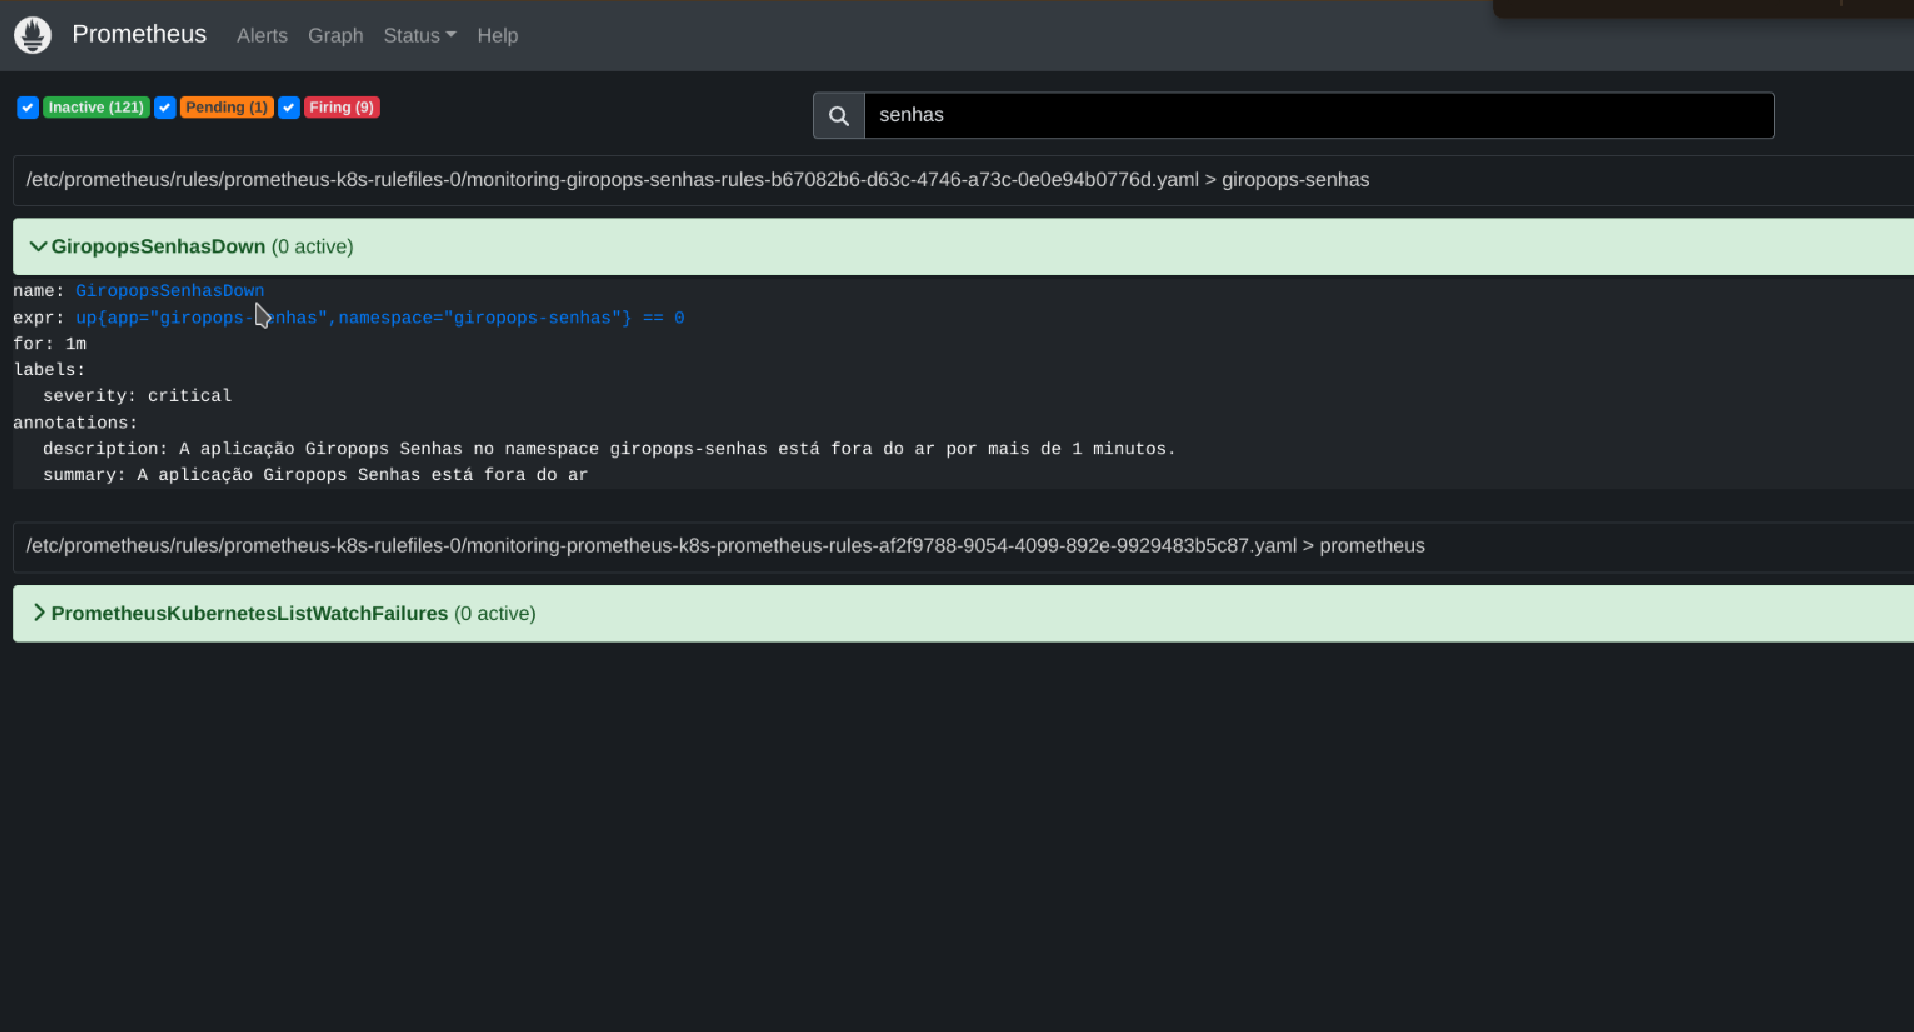 Prometheus Alerts Graph Status Help
Inactive (121) Pending (1) Firing (9)
senhas
/etc/prometheus/rules/prometheus-k8s-rulefiles-0/monitoring-giropops-senhas-rules-b67082b6-d63c-4746-a73c-0e0e94b0776d.yaml > giropops-senhas
GiropopsSenhasDown (0 active)
name: GiropopsSenhasDown
expr: up{app="giropops-senhas",namespace="giropops-senhas"} == 0
for: 1m
labels:
severity: critical
annotations:
description: A aplicação Giropops Senhas no namespace giropops-senhas está fora do ar por mais de 1 minutos.
summary: A aplicação Giropops Senhas está fora do ar
/etc/prometheus/rules/prometheus-k8s-rulefiles-0/monitoring-prometheus-k8s-prometheus-rules-af2f9788-9054-4099-892e-9929483b5c87.yaml > prometheus
PrometheusKubernetesListWatchFailures (0 active)